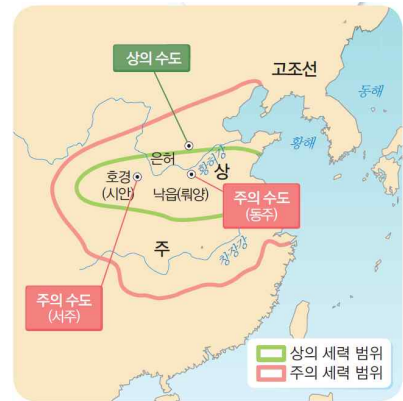 고조선
동해
상의 수도
황해
은허
황허강
상
호경
(시안)
낙읍(뤄양)
주의 수도
(동주)
주
창장강
주의 수도
(서주)
상의 세력 범위
주의 세력 범위